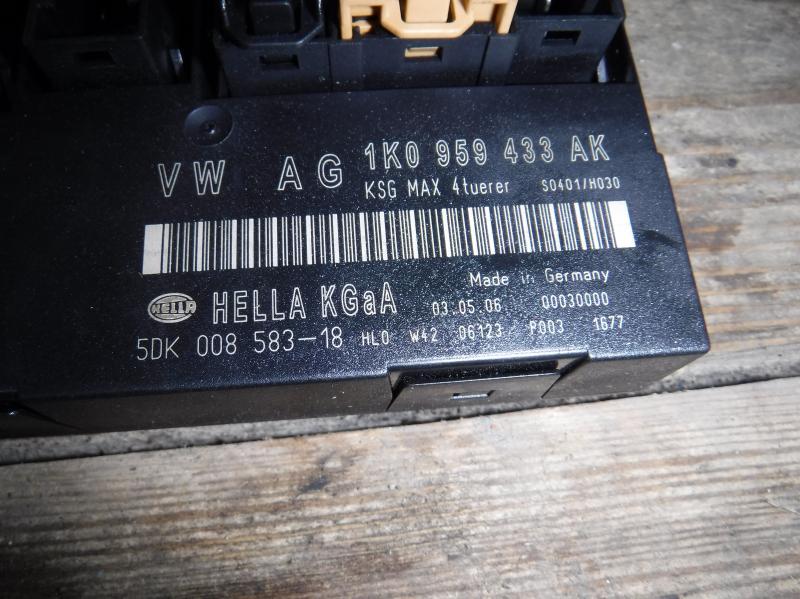 VW AG 1K0 959 433 AK
KSG MAX 4tuerer S0401/H030
Made in Germany
HELLA HELLA KGaA 03.05.06 00030000
5DK 008 583-18 HL0 W42 06123 P003 1677